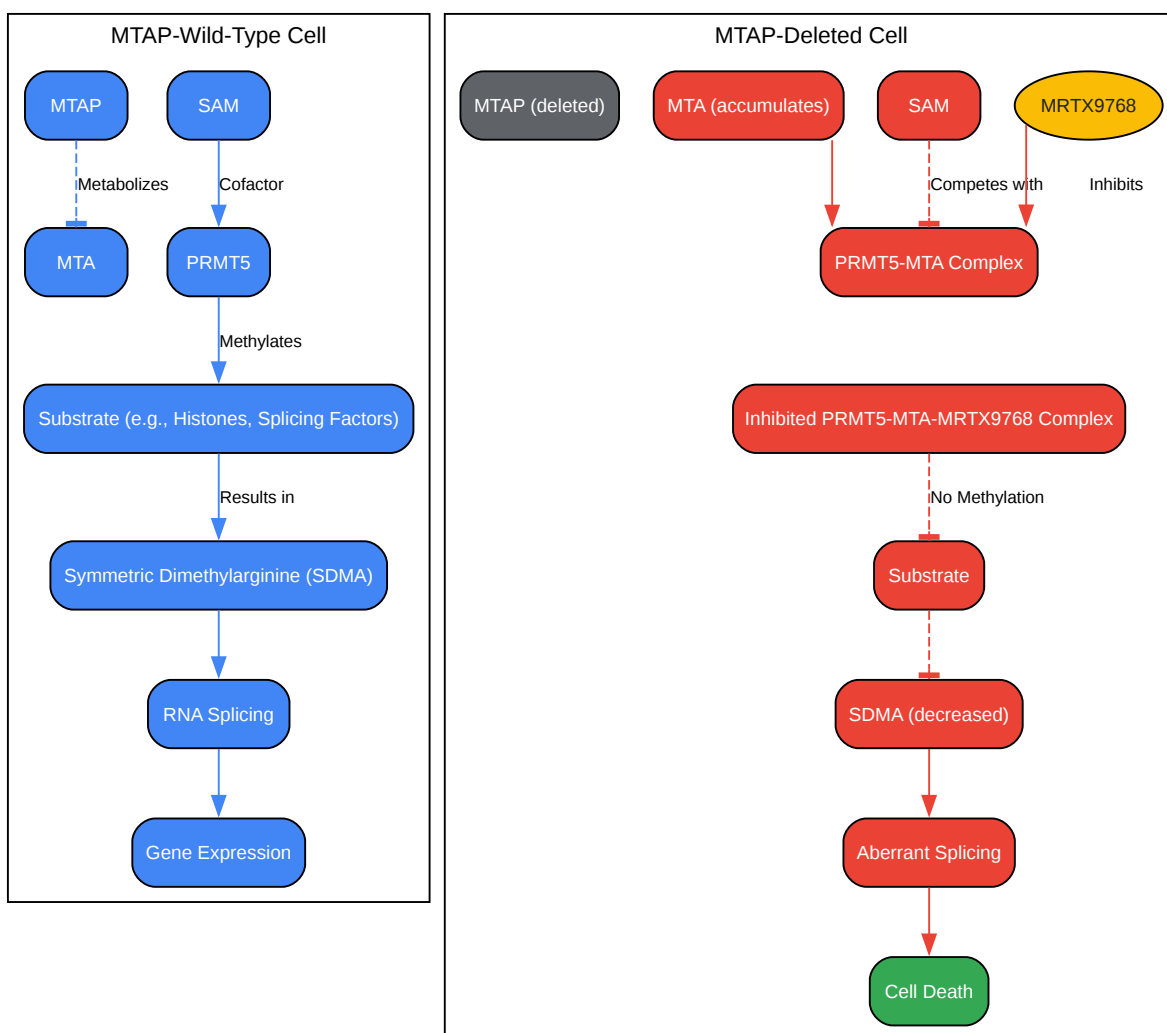 MTAP-Wild-Type Cell
MTAP
SAM
Metabolizes
Cofactor
MTA
PRMT5
Methylates
Substrate (e.g., Histones, Splicing Factors)
Results in
Symmetric Dimethylarginine (SDMA)
RNA Splicing
Gene Expression
MTAP-Deleted Cell
MTAP (deleted)
MTA (accumulates)
SAM
MRTX9768
Competes with
Inhibits
PRMT5-MTA Complex
Inhibited PRMT5-MTA-MRTX9768 Complex
No Methylation
Substrate
SDMA (decreased)
Aberrant Splicing
Cell Death